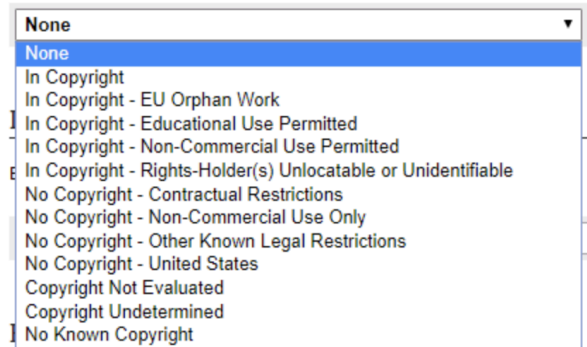 None
None
In Copyright
In Copyright - EU Orphan Work
In Copyright - Educational Use Permitted
In Copyright - Non-Commercial Use Permitted
In Copyright - Rights-Holder(s) Unlocatable or Unidentifiable
No Copyright - Contractual Restrictions
No Copyright - Non-Commercial Use Only
No Copyright - Other Known Legal Restrictions
No Copyright - United States
Copyright Not Evaluated
Copyright Undetermined
No Known Copyright